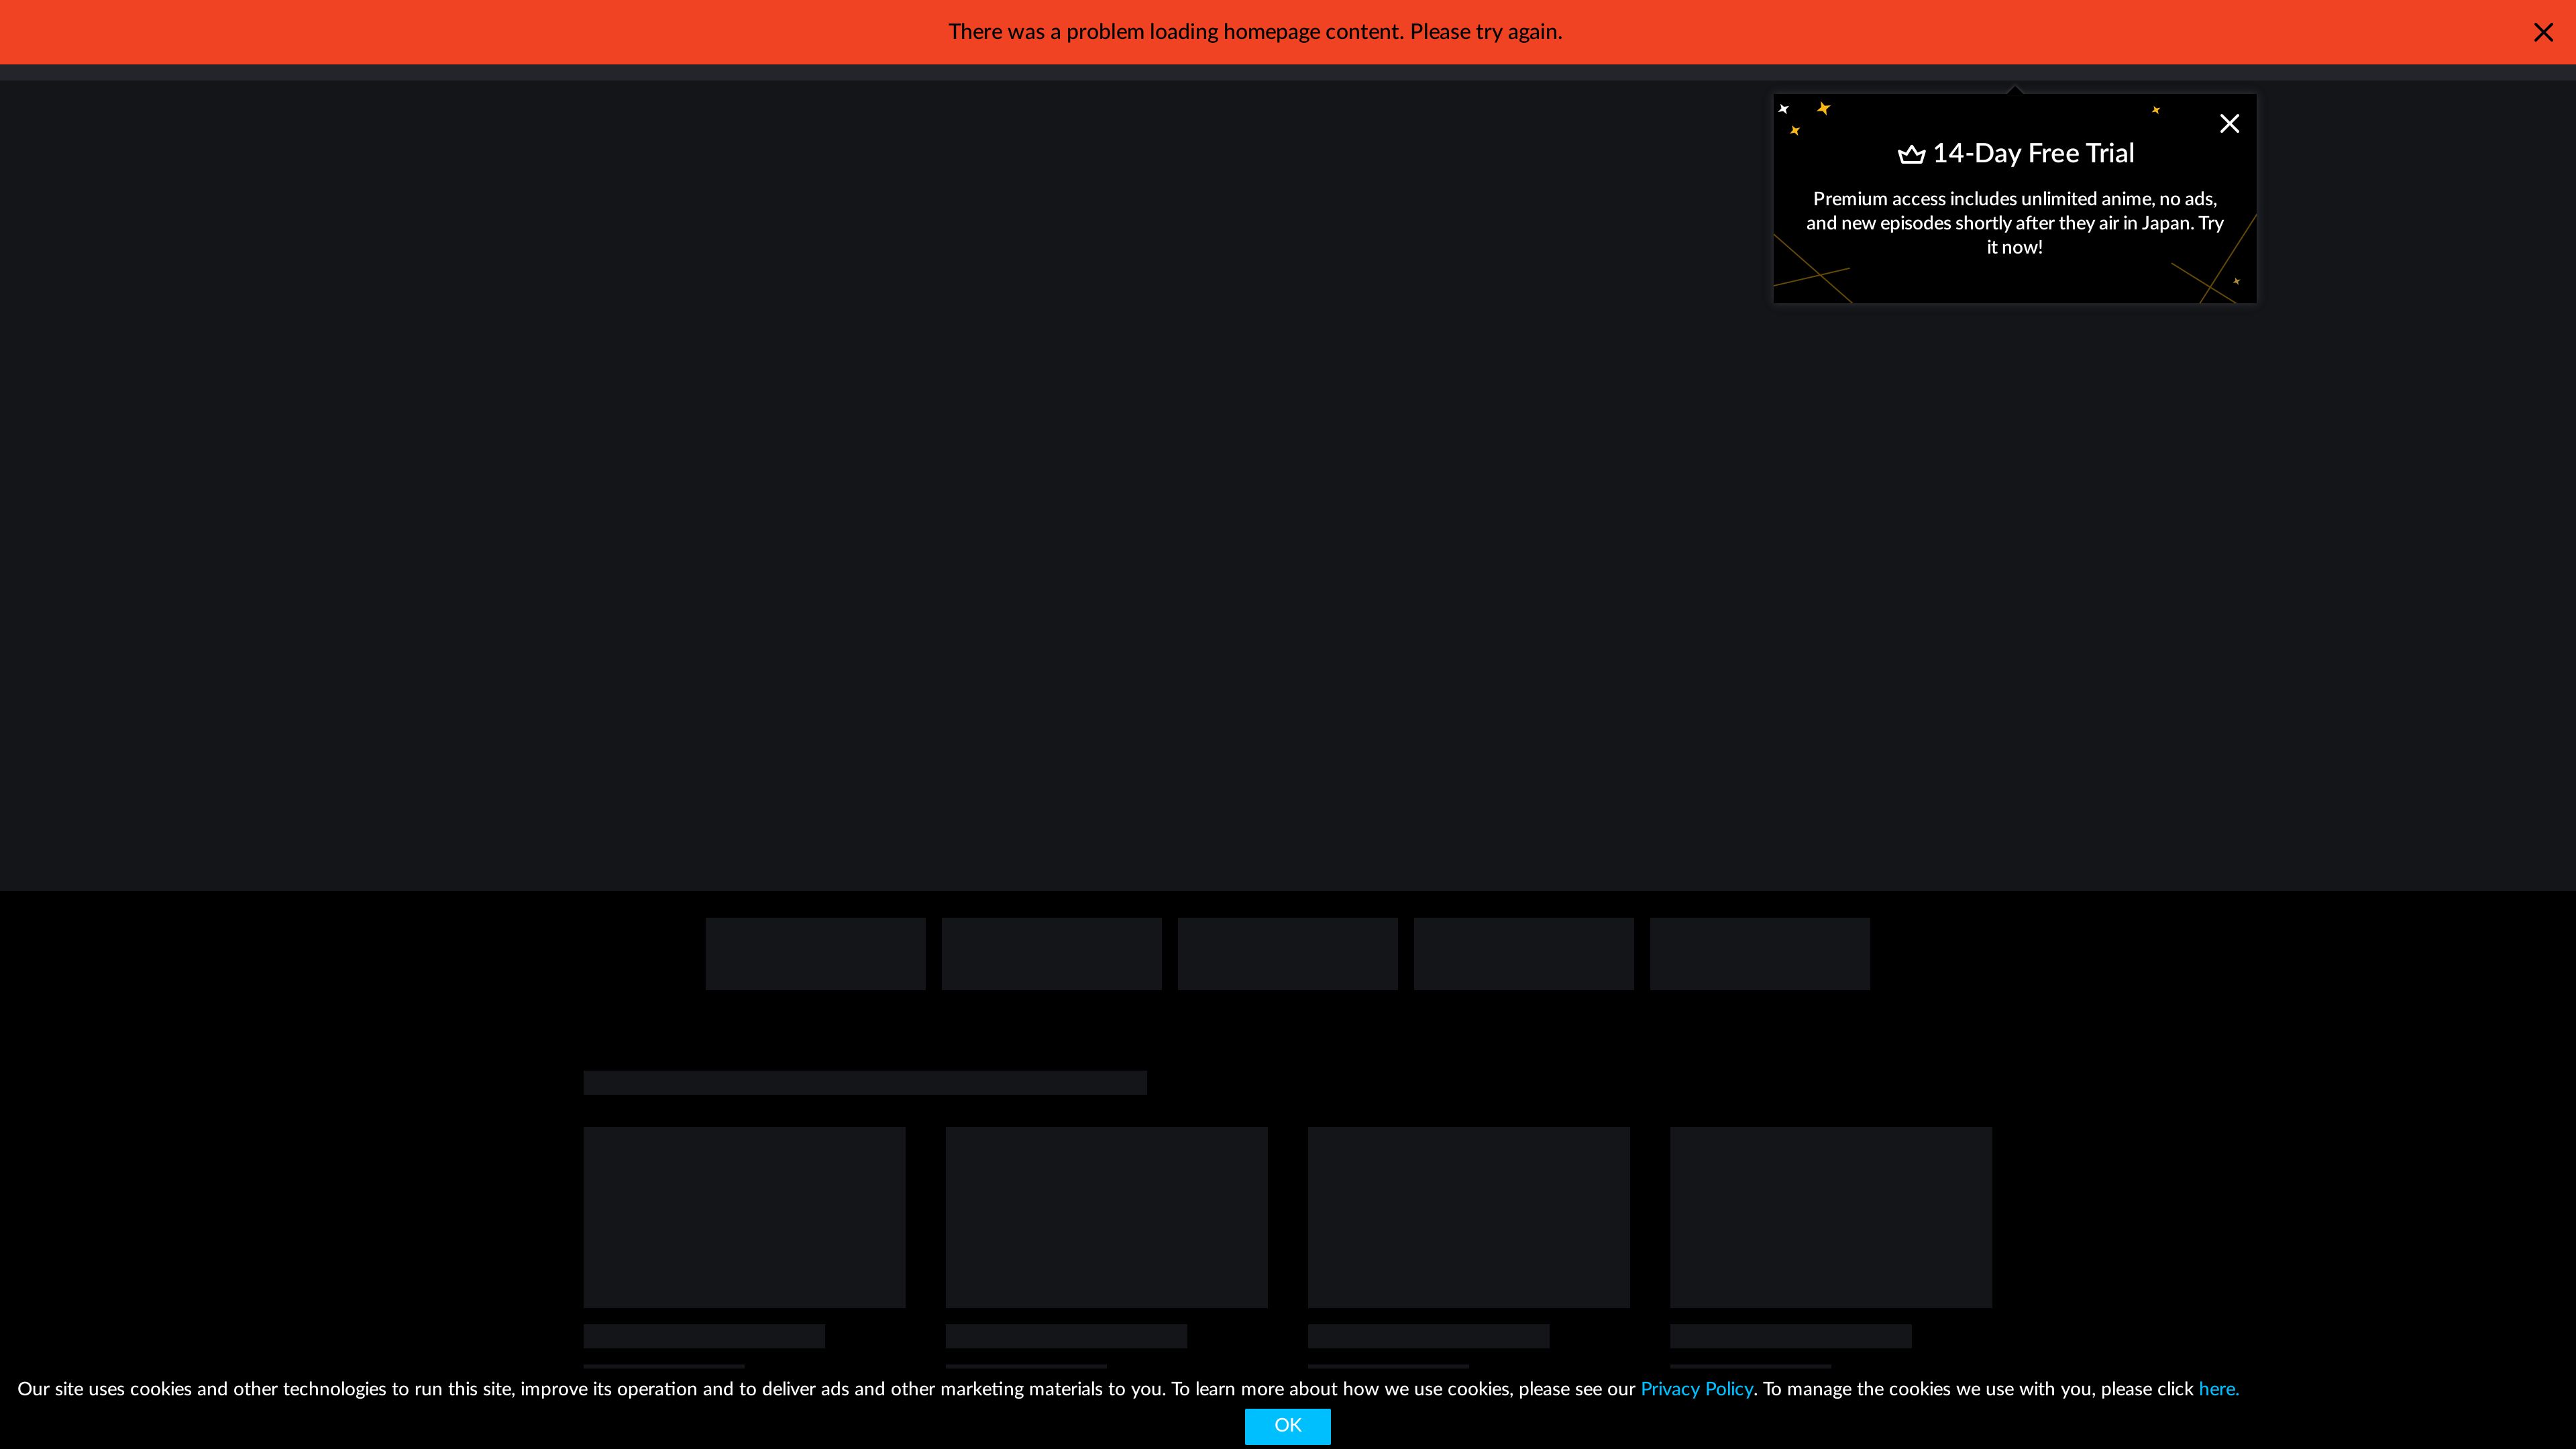 There was a problem loading homepage content. Please try again.
14-Day Free Trial
Premium access includes unlimited anime, no ads,
and new episodes shortly after they air in Japan. Try
it now!
Our site uses cookies and other technologies to run this site, improve its operation and to deliver ads and other marketing materials to you. To learn more about how we use cookies, please see our Privacy Policy. To manage the cookies we use with you, please click here.
OK